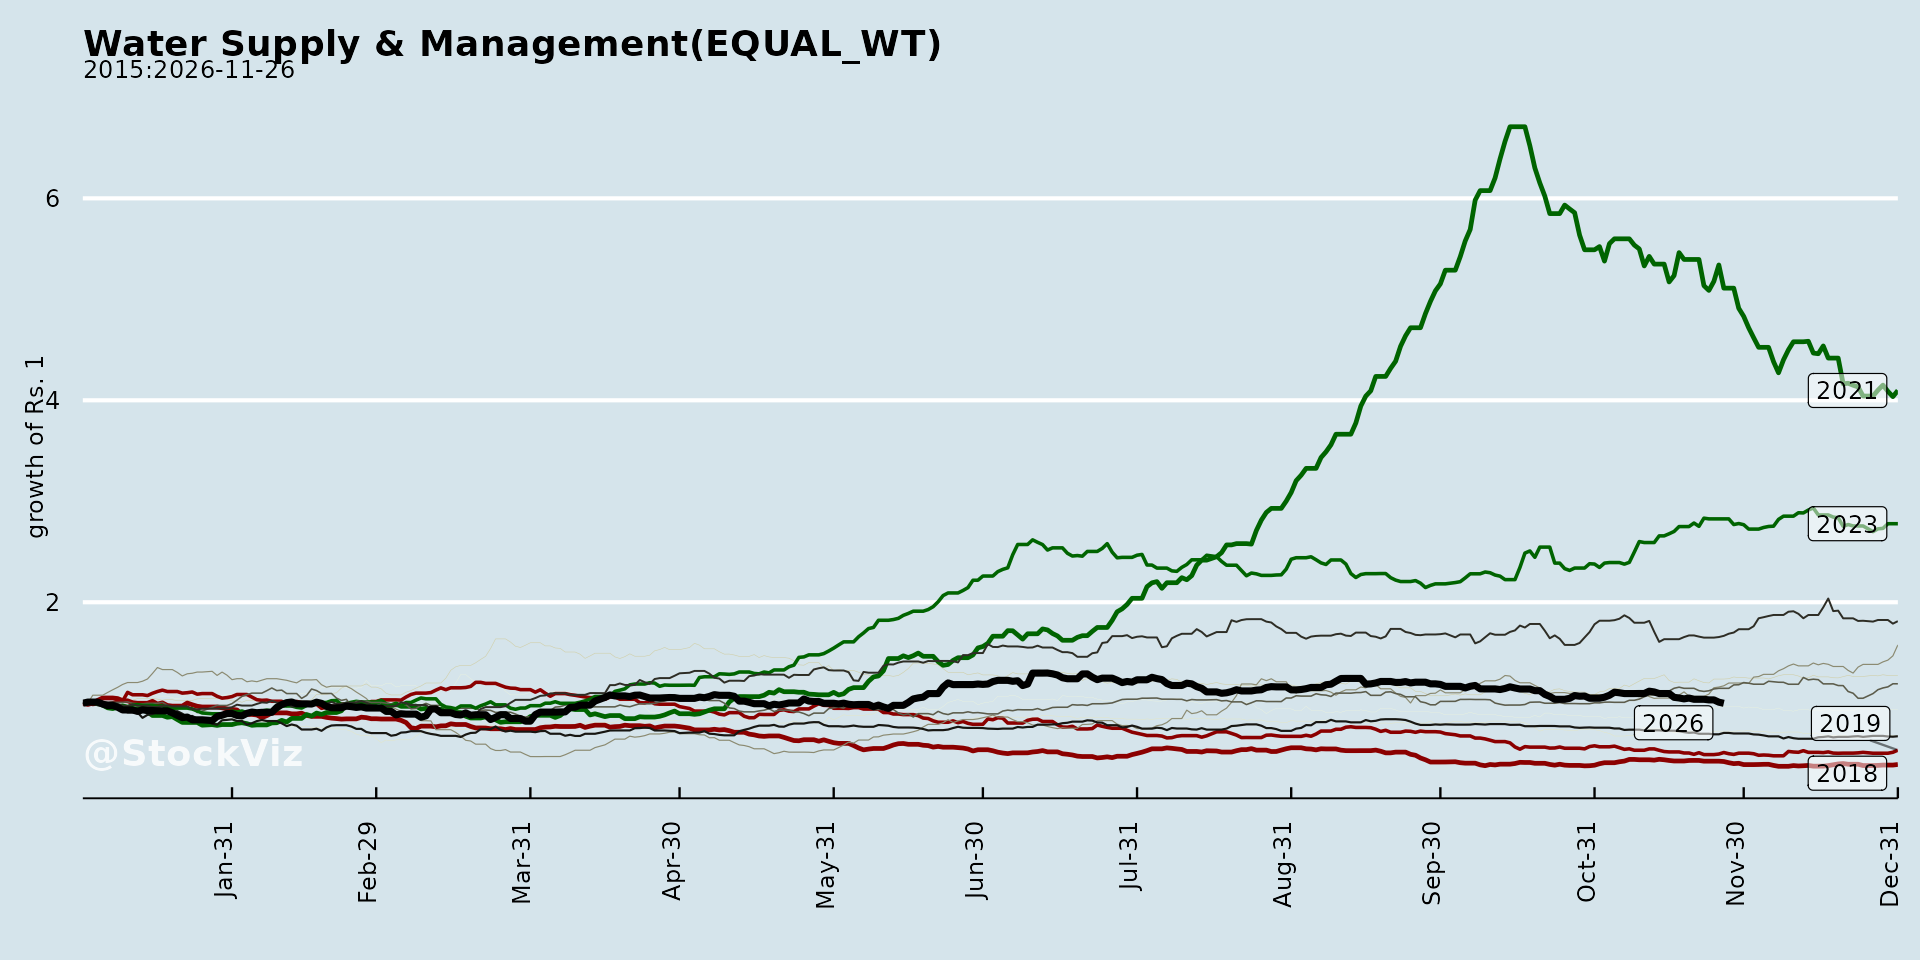 Water Supply & Management(EQUAL_WT)
2015:2026-11-26
growth of Rs. 1
6
4
2
2021
2023
2026
2019
2018
@StockViz
Jan-31
Feb-29
Mar-31
Apr-30
May-31
Jun-30
Jul-31
Aug-31
Sep-30
Oct-31
Nov-30
Dec-31